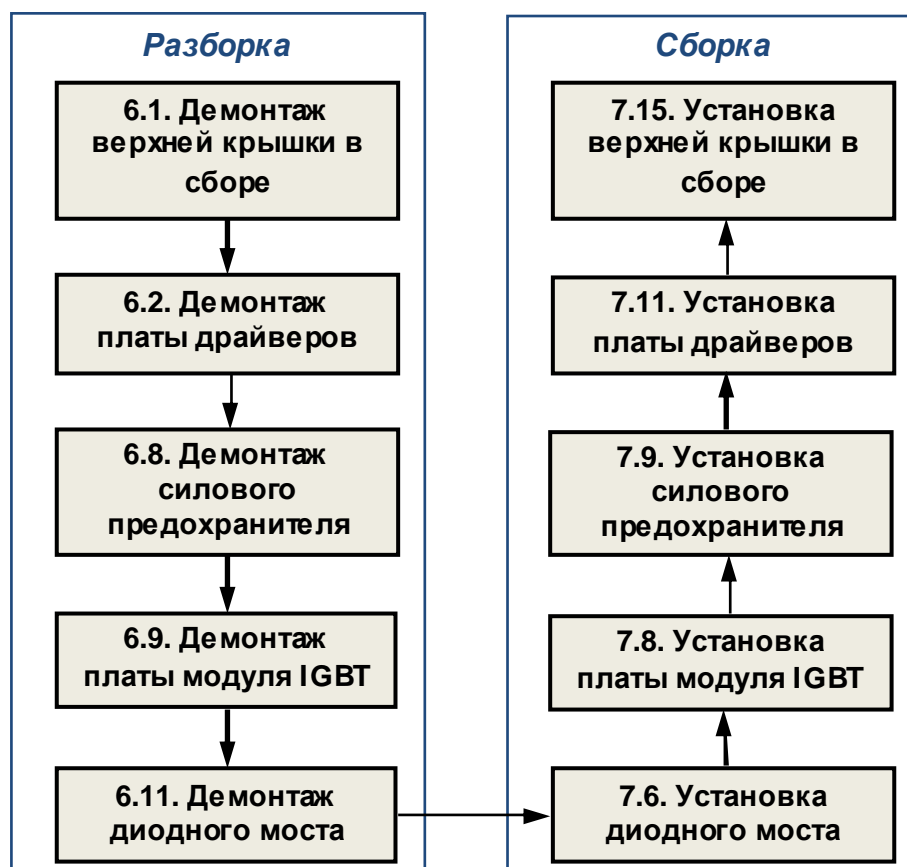 Разборка
6.1. Демонтаж
верхней крышки в
сборе
6.2. Демонтаж
платы драйверов
6.8. Демонтаж
силового
предохранителя
6.9. Демонтаж
платы модуля IGBT
6.11. Демонтаж
диодного моста
Сборка
7.15. Установка
верхней крышки в
сборе
7.11. Установка
платы драйверов
7.9. Установка
силового
предохранителя
7.8. Установка
платы модуля IGBT
7.6. Установка
диодного моста